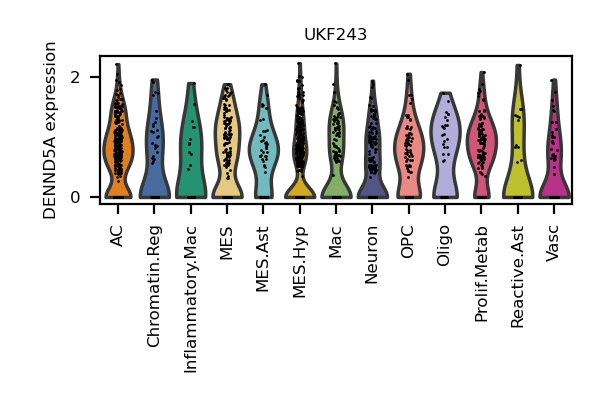 UKF243
DENND5A expression
2
0
AC
Chromatin.Reg
Inflammatory.Mac
MES
MES.Ast
MES.Hyp
Mac
Neuron
OPC
Oligo
Prolif.Metab
Reactive.Ast
Vasc